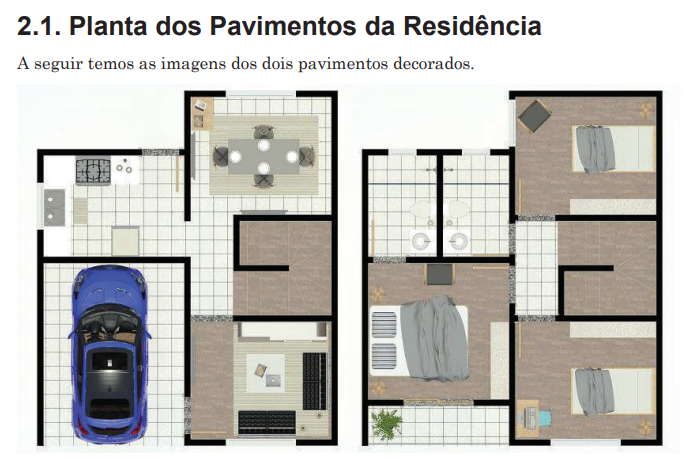 2.1. Planta dos Pavimentos da Residência
A seguir temos as imagens dos dois pavimentos decorados.